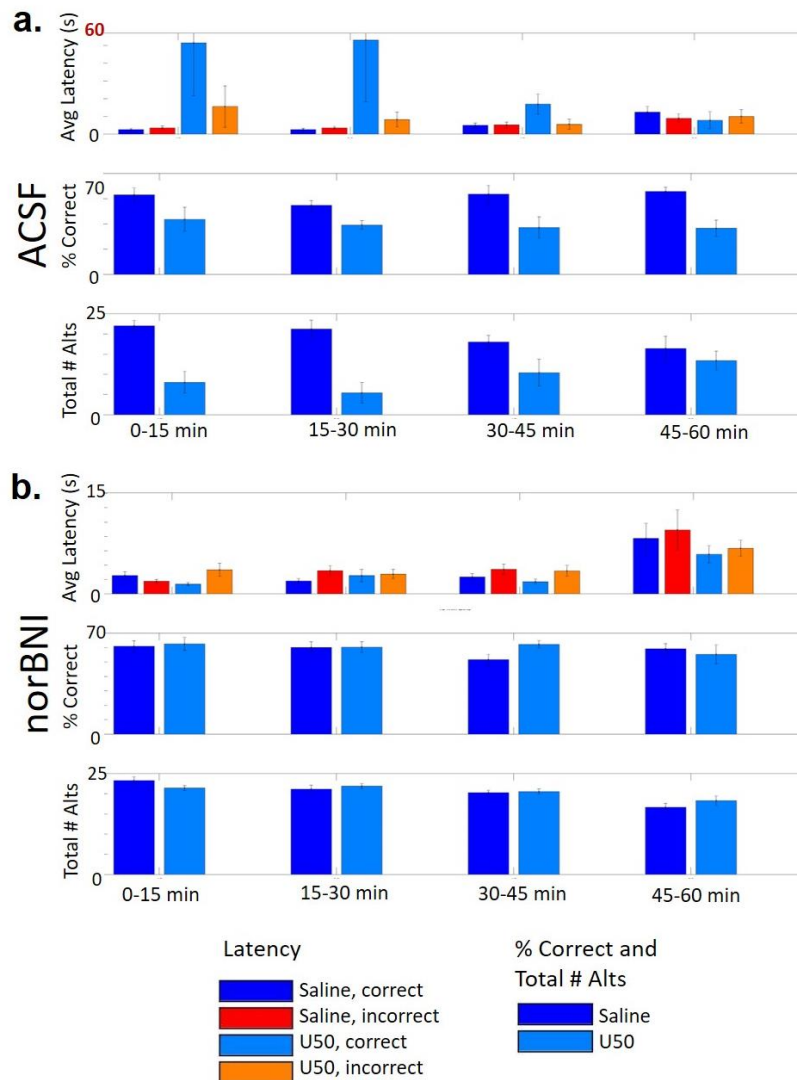 a.
ACSF
Avg Latency (s)
60
0
% Correct
70
0
Total # Alts
25
0
0-15 min
15-30 min
30-45 min
45-60 min
b.
norBNI
Avg Latency (s)
15
0
% Correct
70
0
Total # Alts
25
0
0-15 min
15-30 min
30-45 min
45-60 min
Latency
Saline, correct
Saline, incorrect
U50, correct
U50, incorrect
% Correct and
Total # Alts
Saline
U50